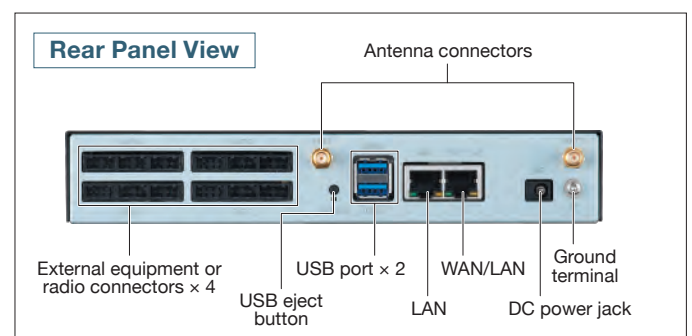 Rear Panel View
Antenna connectors
External equipment or
radio connectors × 4
USB eject
button
USB port × 2
LAN
WAN/LAN
DC power jack
Ground
terminal